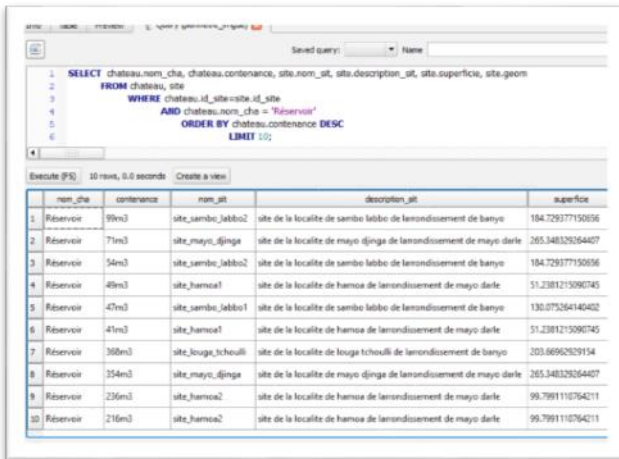 Info Table Preview Query
Saved query: Name
1 SELECT chateau.nom_cha, chateau.contenance, site.nom_sit, site.description_sit, site.superficie, site.geom
2 FROM chateau, site
3 WHERE chateau.id_site=site.id_site
4 AND chateau.nom_cha = 'Réservoir'
5 ORDER BY chateau.contenance DESC
6 LIMIT 10;
Execute (F5) 10 rows, 0.0 seconds Create a view
nom_cha contenance nom_sit description_sit superficie
1 Réservoir 99m3 site_sambo_labbo2 site de la localite de sambo labbo de larrondissement de banyo 184.729377150656
2 Réservoir 71m3 site_mayo_djinga site de la localite de mayo djinga de larrondissement de mayo darle 265.348329264407
3 Réservoir 54m3 site_sambo_labbo2 site de la localite de sambo labbo de larrondissement de banyo 184.729377150656
4 Réservoir 49m3 site_hamoa1 site de la localite de hamoa de larrondissement de mayo darle 51.2381215090745
5 Réservoir 47m3 site_sambo_labbo1 site de la localite de sambo labbo de larrondissement de banyo 130.075264140402
6 Réservoir 41m3 site_hamoa1 site de la localite de hamoa de larrondissement de mayo darle 51.2381215090745
7 Réservoir 368m3 site_louga_tchoulli site de la localite de louga tchoulli de larrondissement de banyo 203.66962929154
8 Réservoir 354m3 site_mayo_djinga site de la localite de mayo djinga de larrondissement de mayo darle 265.348329264407
9 Réservoir 236m3 site_hamoa2 site de la localite de hamoa de larrondissement de mayo darle 99.7991110764211
10 Réservoir 216m3 site_hamoa2 site de la localite de hamoa de larrondissement de mayo darle 99.7991110764211